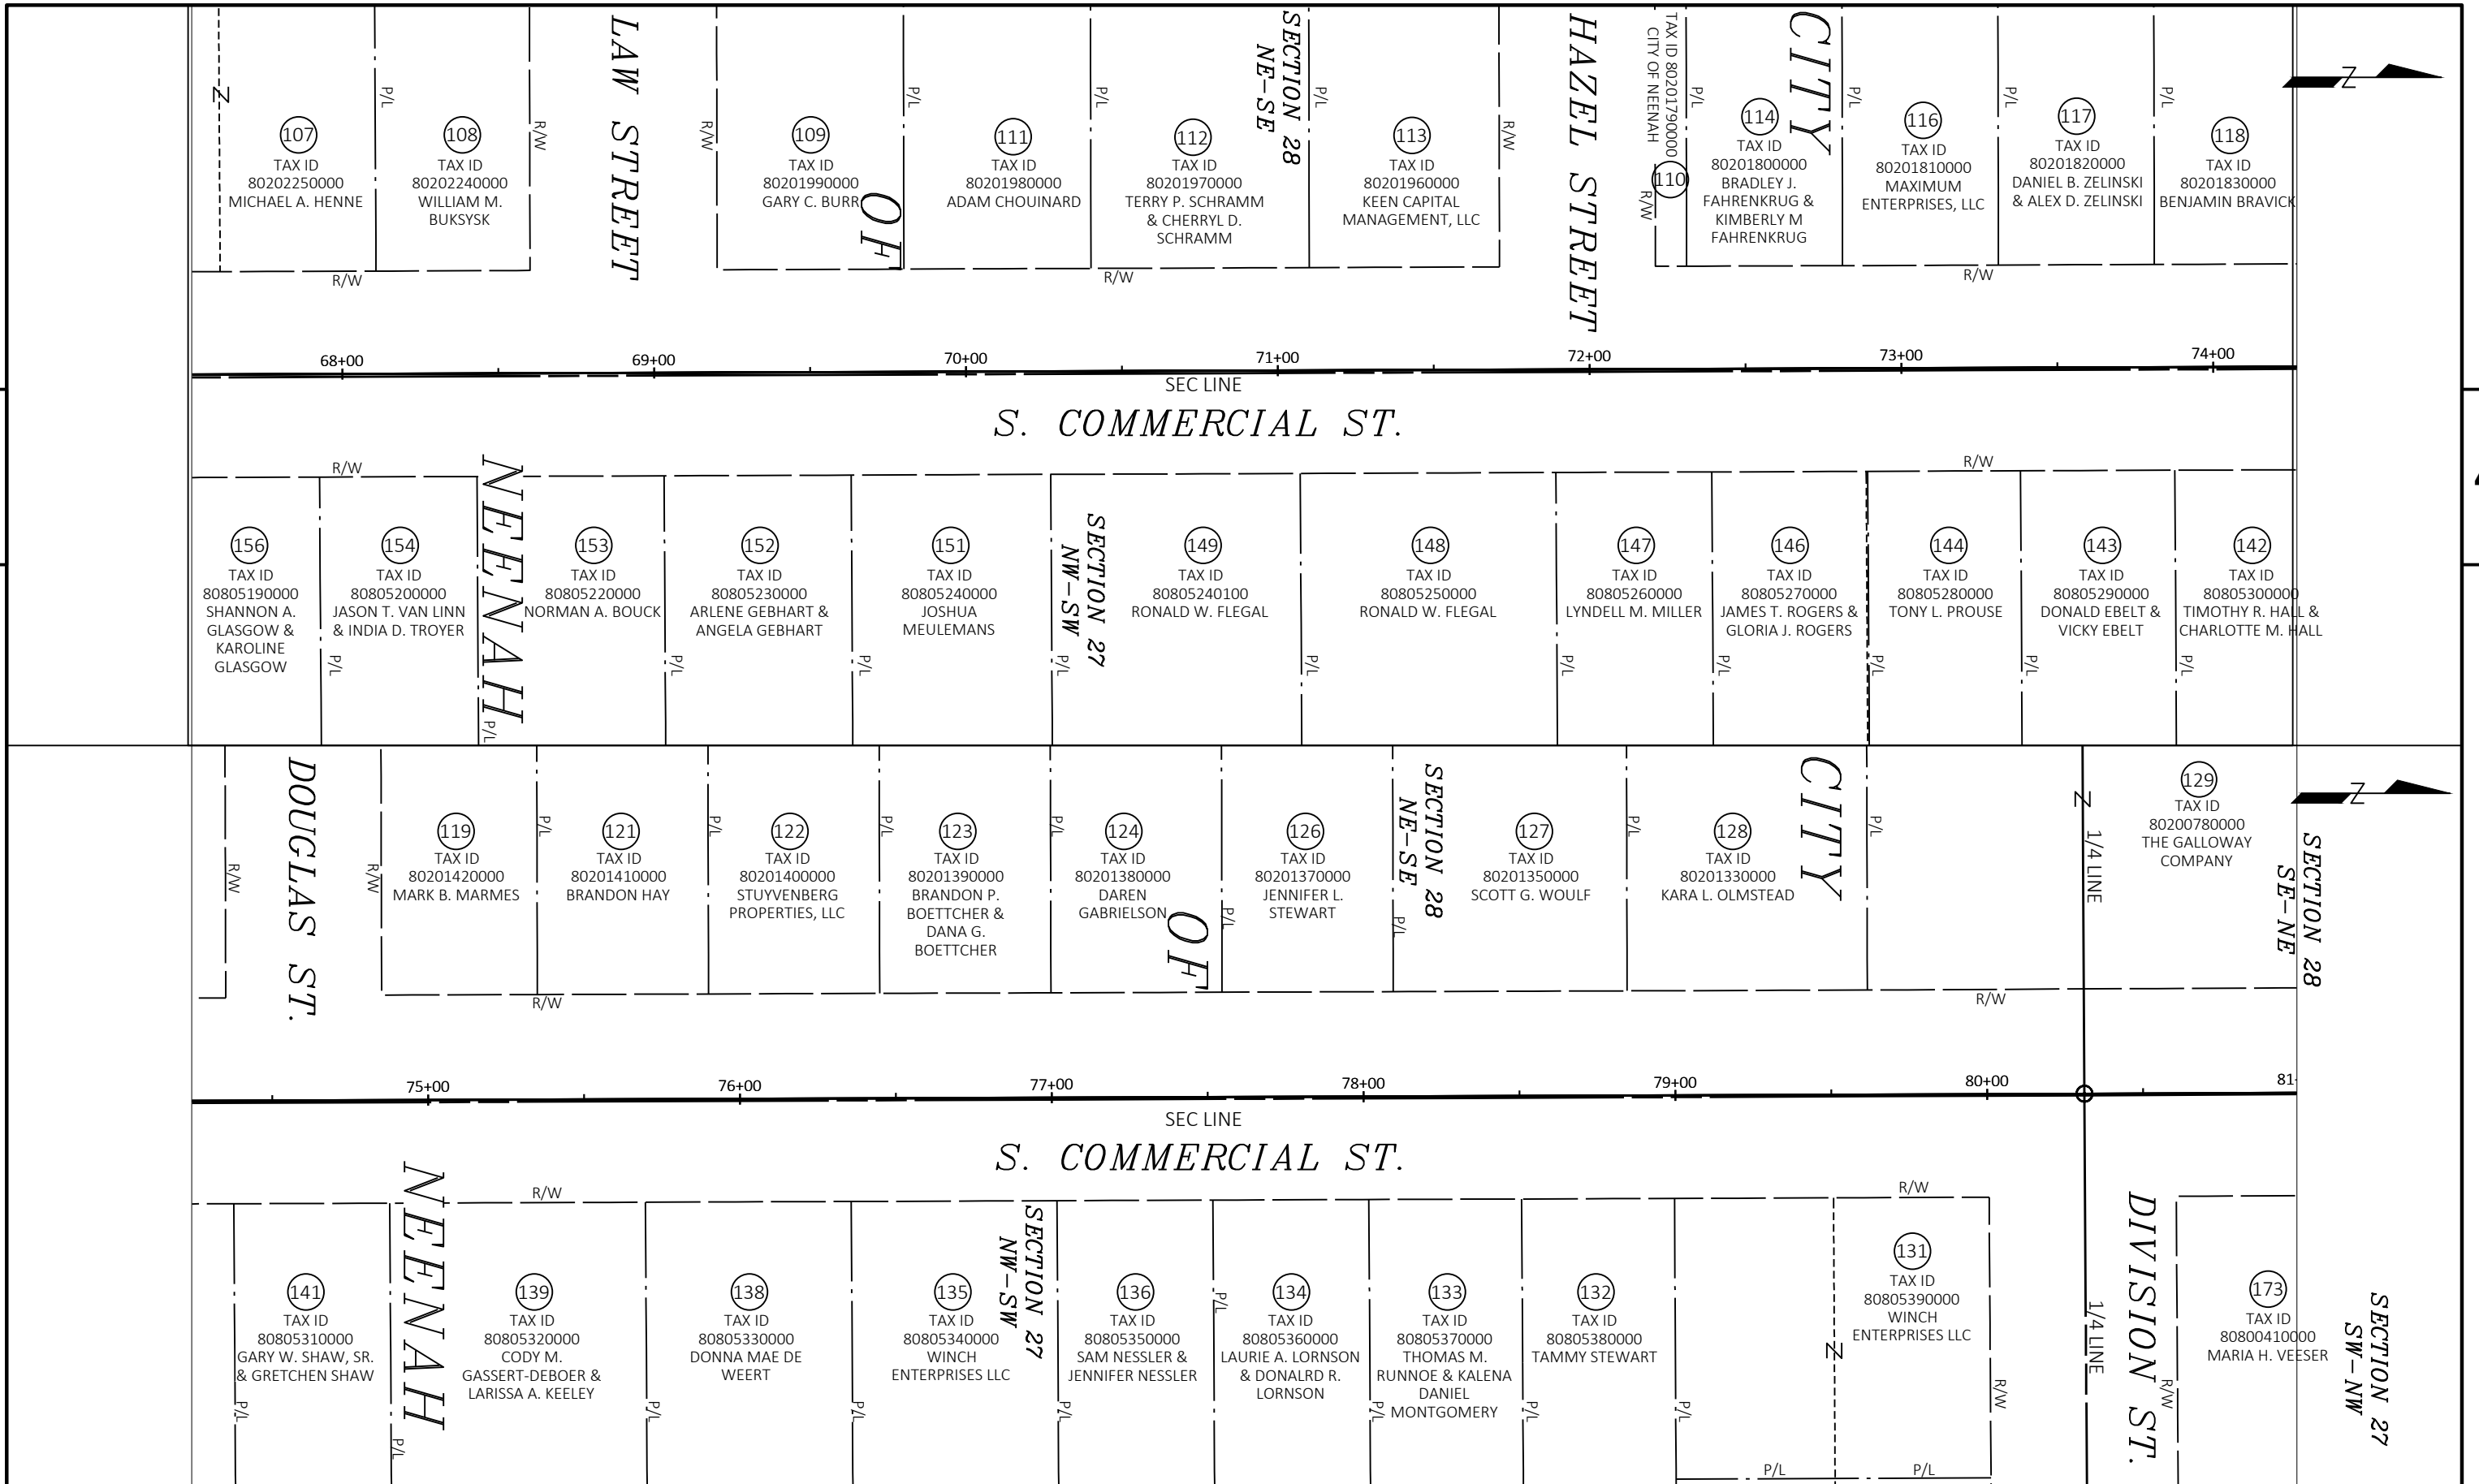 LAW STREET
SECTION 28
NE-SE
HAZEL STREET
TAX ID 80201790000
CITY OF NEENAH
110
CITY
N
Z
P/L
P/L
P/L
P/L
P/L
P/L
P/L
P/L
R/W
R/W
R/W
R/W
107
TAX ID
80202250000
MICHAEL A. HENNE
108
TAX ID
80202240000
WILLIAM M.
BUKSYSK
109
TAX ID
80201990000
GARY C. BURR
OF
111
TAX ID
80201980000
ADAM CHOUINARD
112
TAX ID
80201970000
TERRY P. SCHRAMM
& CHERRYL D.
SCHRAMM
113
TAX ID
80201960000
KEEN CAPITAL
MANAGEMENT, LLC
114
TAX ID
80201800000
BRADLEY J.
FAHRENKRUG &
KIMBERLY M
FAHRENKRUG
116
TAX ID
80201810000
MAXIMUM
ENTERPRISES, LLC
117
TAX ID
80201820000
DANIEL B. ZELINSKI
& ALEX D. ZELINSKI
118
TAX ID
80201830000
BENJAMIN BRAVICK
R/W
R/W
R/W
68+00
69+00
70+00
71+00
72+00
73+00
74+00
SEC LINE
S. COMMERCIAL ST.
R/W
R/W
NEENAH
SECTION 27
NW-SW
156
TAX ID
80805190000
SHANNON A.
GLASGOW &
KAROLINE
GLASGOW
154
TAX ID
80805200000
JASON T. VAN LINN
& INDIA D. TROYER
153
TAX ID
80805220000
NORMAN A. BOUCK
152
TAX ID
80805230000
ARLENE GEBHART &
ANGELA GEBHART
151
TAX ID
80805240000
JOSHUA
MEULEMANS
149
TAX ID
80805240100
RONALD W. FLEGAL
148
TAX ID
80805250000
RONALD W. FLEGAL
147
TAX ID
80805260000
LYNDELL M. MILLER
146
TAX ID
80805270000
JAMES T. ROGERS &
GLORIA J. ROGERS
144
TAX ID
80805280000
TONY L. PROUSE
143
TAX ID
80805290000
DONALD EBELT &
VICKY EBELT
142
TAX ID
80805300000
TIMOTHY R. HALL &
CHARLOTTE M. HALL
P/L
P/L
P/L
P/L
P/L
P/L
P/L
P/L
P/L
P/L
P/L
DOUGLAS ST.
R/W
R/W
119
TAX ID
80201420000
MARK B. MARMES
121
TAX ID
80201410000
BRANDON HAY
122
TAX ID
80201400000
STUYVENBERG
PROPERTIES, LLC
123
TAX ID
80201390000
BRANDON P.
BOETTCHER &
DANA G.
BOETTCHER
124
TAX ID
80201380000
DAREN
GABRIELSON
OF
126
TAX ID
80201370000
JENNIFER L.
STEWART
SECTION 28
NE-SE
127
TAX ID
80201350000
SCOTT G. WOULF
128
TAX ID
80201330000
KARA L. OLMSTEAD
CITY
1/4 LINE
129
TAX ID
80200780000
THE GALLOWAY
COMPANY
SECTION 28
SE-NE
N
Z
P/L
P/L
P/L
P/L
P/L
P/L
P/L
P/L
R/W
R/W
75+00
76+00
77+00
78+00
79+00
80+00
81
SEC LINE
S. COMMERCIAL ST.
R/W
R/W
NEENAH
SECTION 27
NW-SW
141
TAX ID
80805310000
GARY W. SHAW, SR.
& GRETCHEN SHAW
139
TAX ID
80805320000
CODY M.
GASSERT-DEBOER &
LARISSA A. KEELEY
138
TAX ID
80805330000
DONNA MAE DE
WEERT
135
TAX ID
80805340000
WINCH
ENTERPRISES LLC
136
TAX ID
80805350000
SAM NESSLER &
JENNIFER NESSLER
134
TAX ID
80805360000
LAURIE A. LORNSON
& DONALRD R.
LORNSON
133
TAX ID
80805370000
THOMAS M.
RUNNOE & KALENA
DANIEL
MONTGOMERY
132
TAX ID
80805380000
TAMMY STEWART
131
TAX ID
80805390000
WINCH
ENTERPRISES LLC
1/4 LINE
DIVISION ST.
173
TAX ID
80800410000
MARIA H. VEESER
SECTION 27
SW-NW
N
P/L
P/L
P/L
P/L
P/L
P/L
P/L
P/L
P/L
R/W
R/W
P/L
P/L